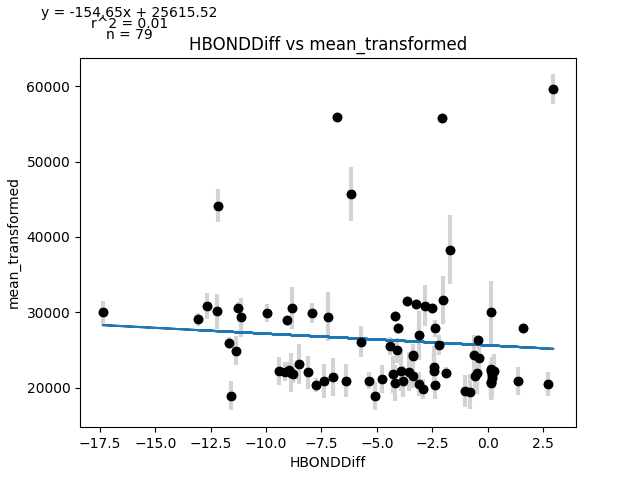 y = -154.65x + 25615.52
r^2 = 0.01
n = 79
HBONDDiff vs mean_transformed
60000
50000
40000
30000
20000
mean_transformed
−17.5 −15.0 −12.5 −10.0 −7.5 −5.0 −2.5 0.0 2.5
HBONDDiff